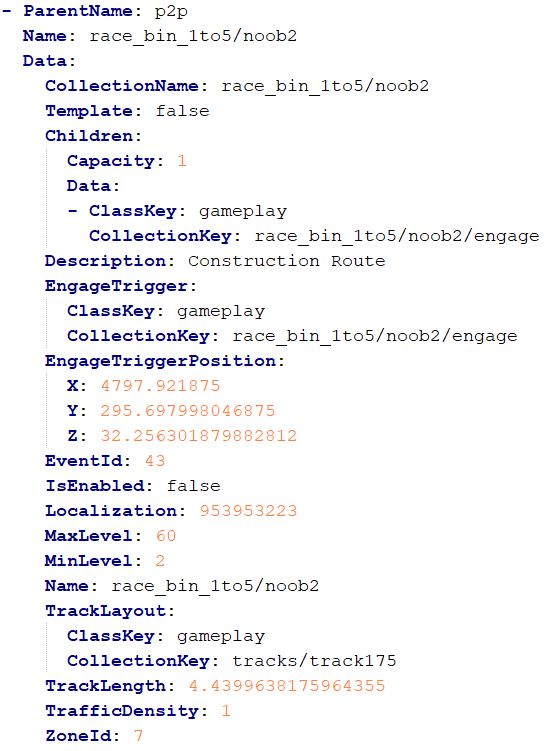 - ParentName: p2p
Name: race_bin_1to5/noob2
Data:
CollectionName: race_bin_1to5/noob2
Template: false
Children:
Capacity: 1
Data:
- ClassKey: gameplay
CollectionKey: race_bin_1to5/noob2/engage
Description: Construction Route
EngageTrigger:
ClassKey: gameplay
CollectionKey: race_bin_1to5/noob2/engage
EngageTriggerPosition:
X: 4797.921875
Y: 295.697998046875
Z: 32.256301879882812
EventId: 43
IsEnabled: false
Localization: 953953223
MaxLevel: 60
MinLevel: 2
Name: race_bin_1to5/noob2
TrackLayout:
ClassKey: gameplay
CollectionKey: tracks/track175
TrackLength: 4.4399638175964355
TrafficDensity: 1
ZoneId: 7